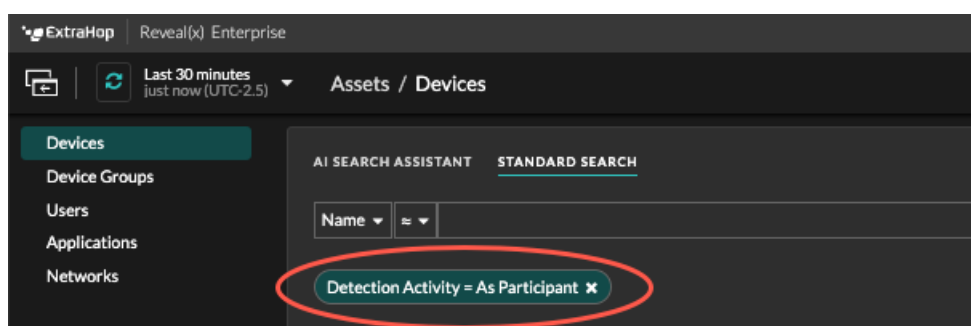 ExtraHop Reveal(x) Enterprise
Last 30 minutes
just now (UTC-2.5)
Assets / Devices
Devices
Device Groups
Users
Applications
Networks
AI SEARCH ASSISTANT STANDARD SEARCH
Name ≈
Detection Activity = As Participant ×